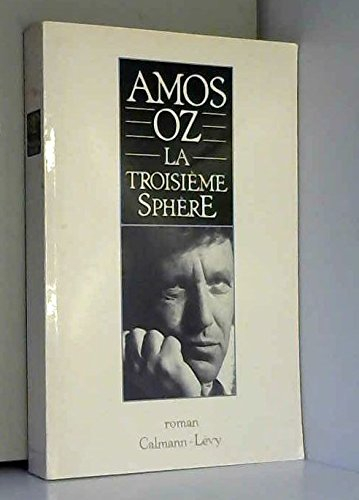 AMOS
OZ
LA
TROISIÈME
SPHÈRE
roman
Calmann-Lévy